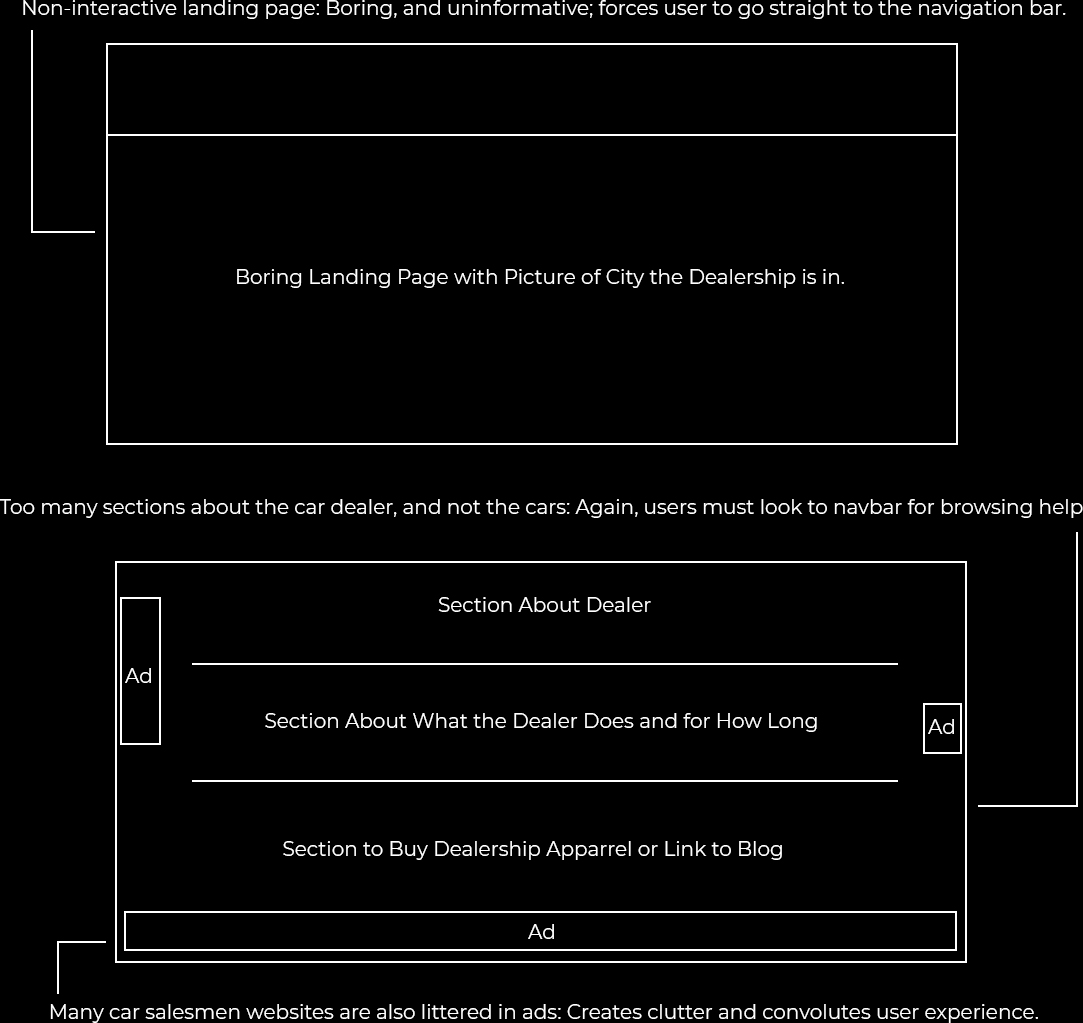 Non-interactive landing page: Boring, and uninformative; forces user to go straight to the navigation bar.
Boring Landing Page with Picture of City the Dealership is in.
Too many sections about the car dealer, and not the cars: Again, users must look to navbar for browsing help
Section About Dealer
Ad
Section About What the Dealer Does and for How Long
Ad
Section to Buy Dealership Apparrel or Link to Blog
Ad
Many car salesmen websites are also littered in ads: Creates clutter and convolutes user experience.